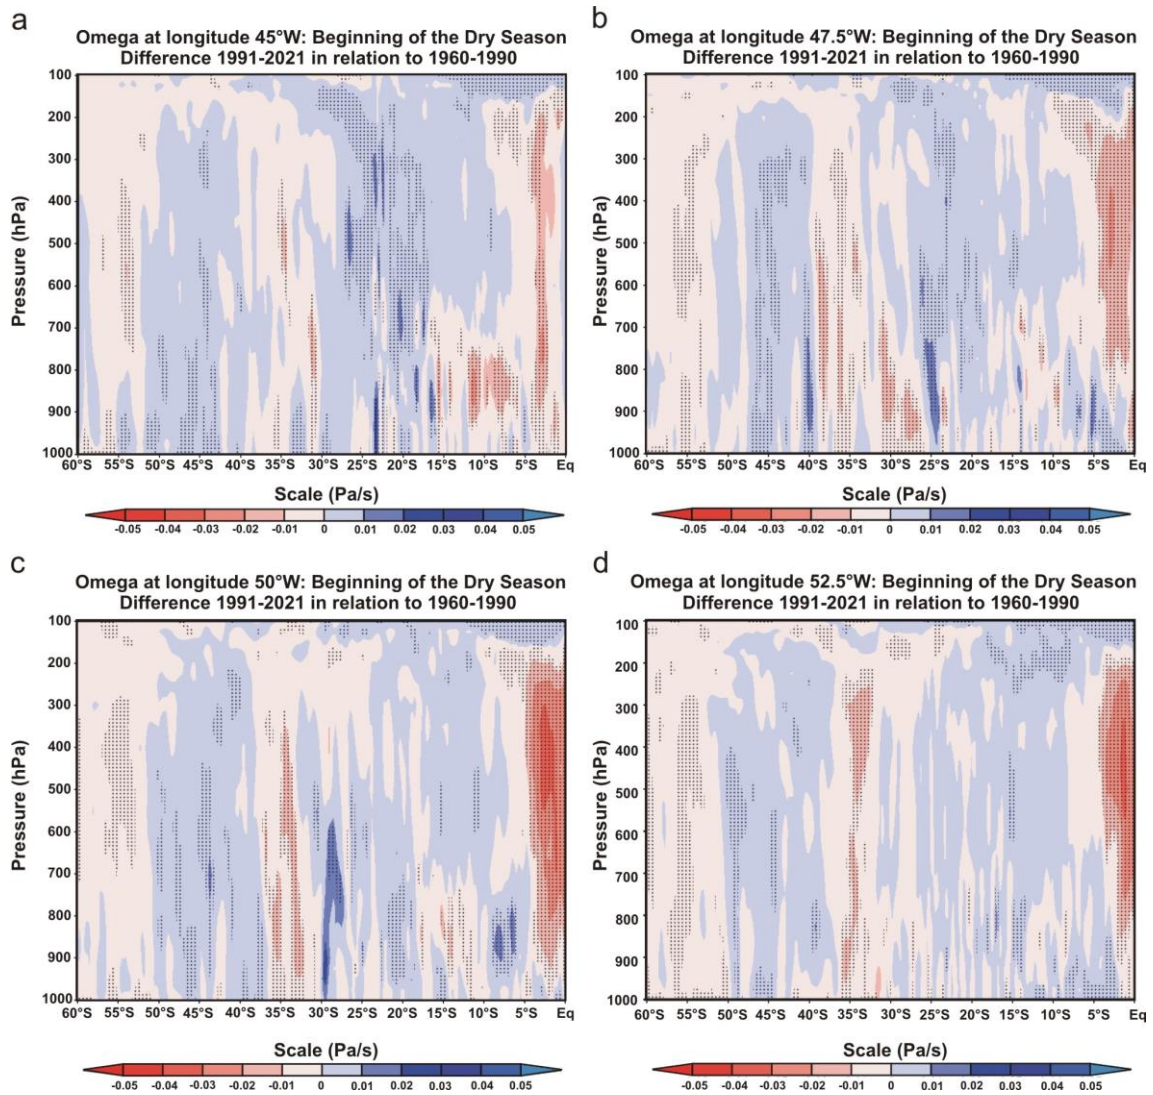 a
Omega at longitude 45°W: Beginning of the Dry Season
Difference 1991-2021 in relation to 1960-1990
Pressure (hPa)
100
200
300
400
500
600
700
800
900
1000
60°S 55°S 50°S 45°S 40°S 35°S 30°S 25°S 20°S 15°S 10°S 5°S Eq
Scale (Pa/s)
-0.05 -0.04 -0.03 -0.02 -0.01 0 0.01 0.02 0.03 0.04 0.05
b
Omega at longitude 47.5°W: Beginning of the Dry Season
Difference 1991-2021 in relation to 1960-1990
Pressure (hPa)
100
200
300
400
500
600
700
800
900
1000
60°S 55°S 50°S 45°S 40°S 35°S 30°S 25°S 20°S 15°S 10°S 5°S Eq
Scale (Pa/s)
-0.05 -0.04 -0.03 -0.02 -0.01 0 0.01 0.02 0.03 0.04 0.05
c
Omega at longitude 50°W: Beginning of the Dry Season
Difference 1991-2021 in relation to 1960-1990
Pressure (hPa)
100
200
300
400
500
600
700
800
900
1000
60°S 55°S 50°S 45°S 40°S 35°S 30°S 25°S 20°S 15°S 10°S 5°S Eq
Scale (Pa/s)
-0.05 -0.04 -0.03 -0.02 -0.01 0 0.01 0.02 0.03 0.04 0.05
d
Omega at longitude 52.5°W: Beginning of the Dry Season
Difference 1991-2021 in relation to 1960-1990
Pressure (hPa)
100
200
300
400
500
600
700
800
900
1000
60°S 55°S 50°S 45°S 40°S 35°S 30°S 25°S 20°S 15°S 10°S 5°S Eq
Scale (Pa/s)
-0.05 -0.04 -0.03 -0.02 -0.01 0 0.01 0.02 0.03 0.04 0.05